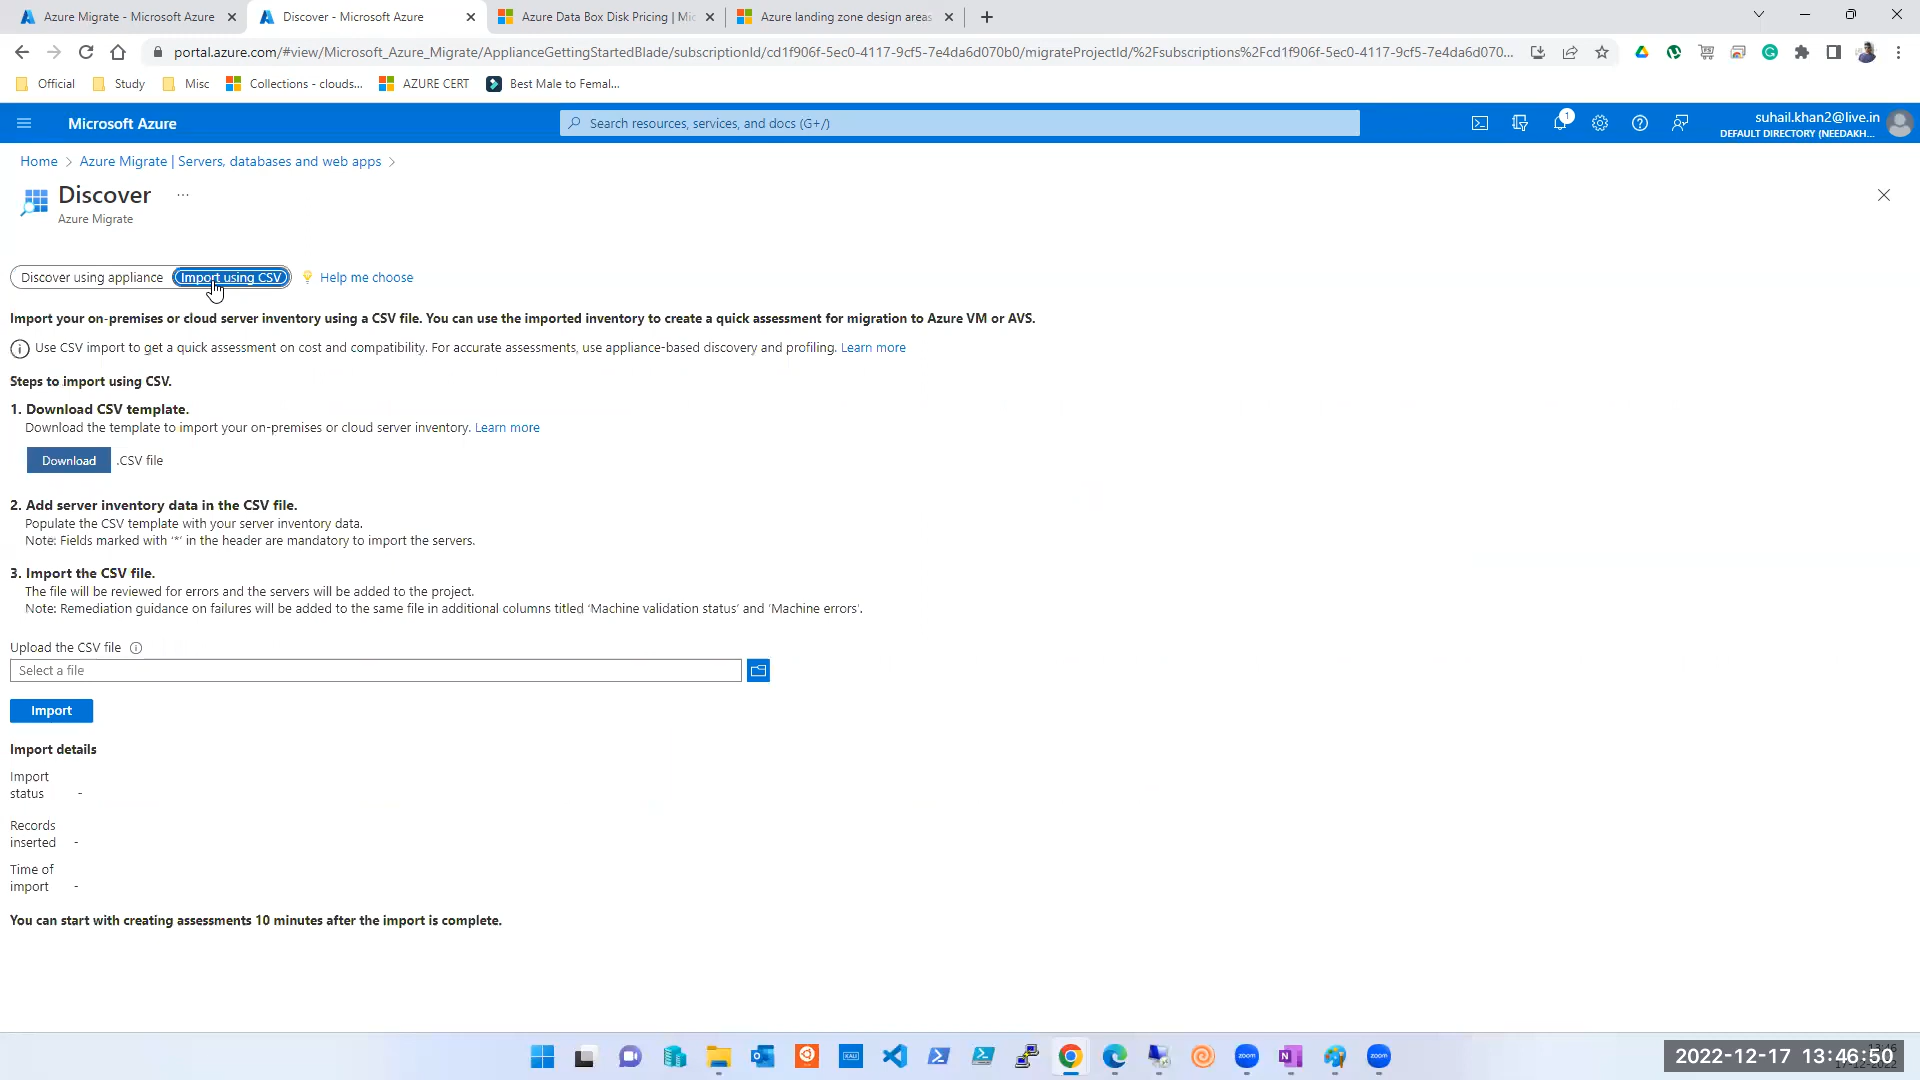 Azure Migrate - Microsoft Azure
Discover - Microsoft Azure
Azure Data Box Disk Pricing | Mic
Azure landing zone design areas
portal.azure.com/#view/Microsoft_Azure_Migrate/ApplianceGettingStartedBlade/subscriptionId/cd1f906f-5ec0-4117-9cf5-7e4da6d070b0/migrateProjectId/%2Fsubscriptions%2Fcd1f906f-5ec0-4117-9cf5-7e4da6d070...
Official
Study
Misc
Collections - clouds...
AZURE CERT
Best Male to Femal...
Microsoft Azure
Search resources, services, and docs (G+/)
1
suhail.khan2@live.in
DEFAULT DIRECTORY (NEEDAKH...
Home > Azure Migrate | Servers, databases and web apps >
Discover ...
Azure Migrate
Discover using appliance
Import using CSV
Help me choose
Import your on-premises or cloud server inventory using a CSV file. You can use the imported inventory to create a quick assessment for migration to Azure VM or AVS.
Use CSV import to get a quick assessment on cost and compatibility. For accurate assessments, use appliance-based discovery and profiling. Learn more
Steps to import using CSV.
1. Download CSV template.
Download the template to import your on-premises or cloud server inventory. Learn more
Download .CSV file
2. Add server inventory data in the CSV file.
Populate the CSV template with your server inventory data.
Note: Fields marked with '*' in the header are mandatory to import the servers.
3. Import the CSV file.
The file will be reviewed for errors and the servers will be added to the project.
Note: Remediation guidance on failures will be added to the same file in additional columns titled 'Machine validation status' and 'Machine errors'.
Upload the CSV file
Select a file
Import
Import details
Import
status -
Records
inserted -
Time of
import -
You can start with creating assessments 10 minutes after the import is complete.
KALI
zoom
N
zoom
2022-12-17 13:46:50